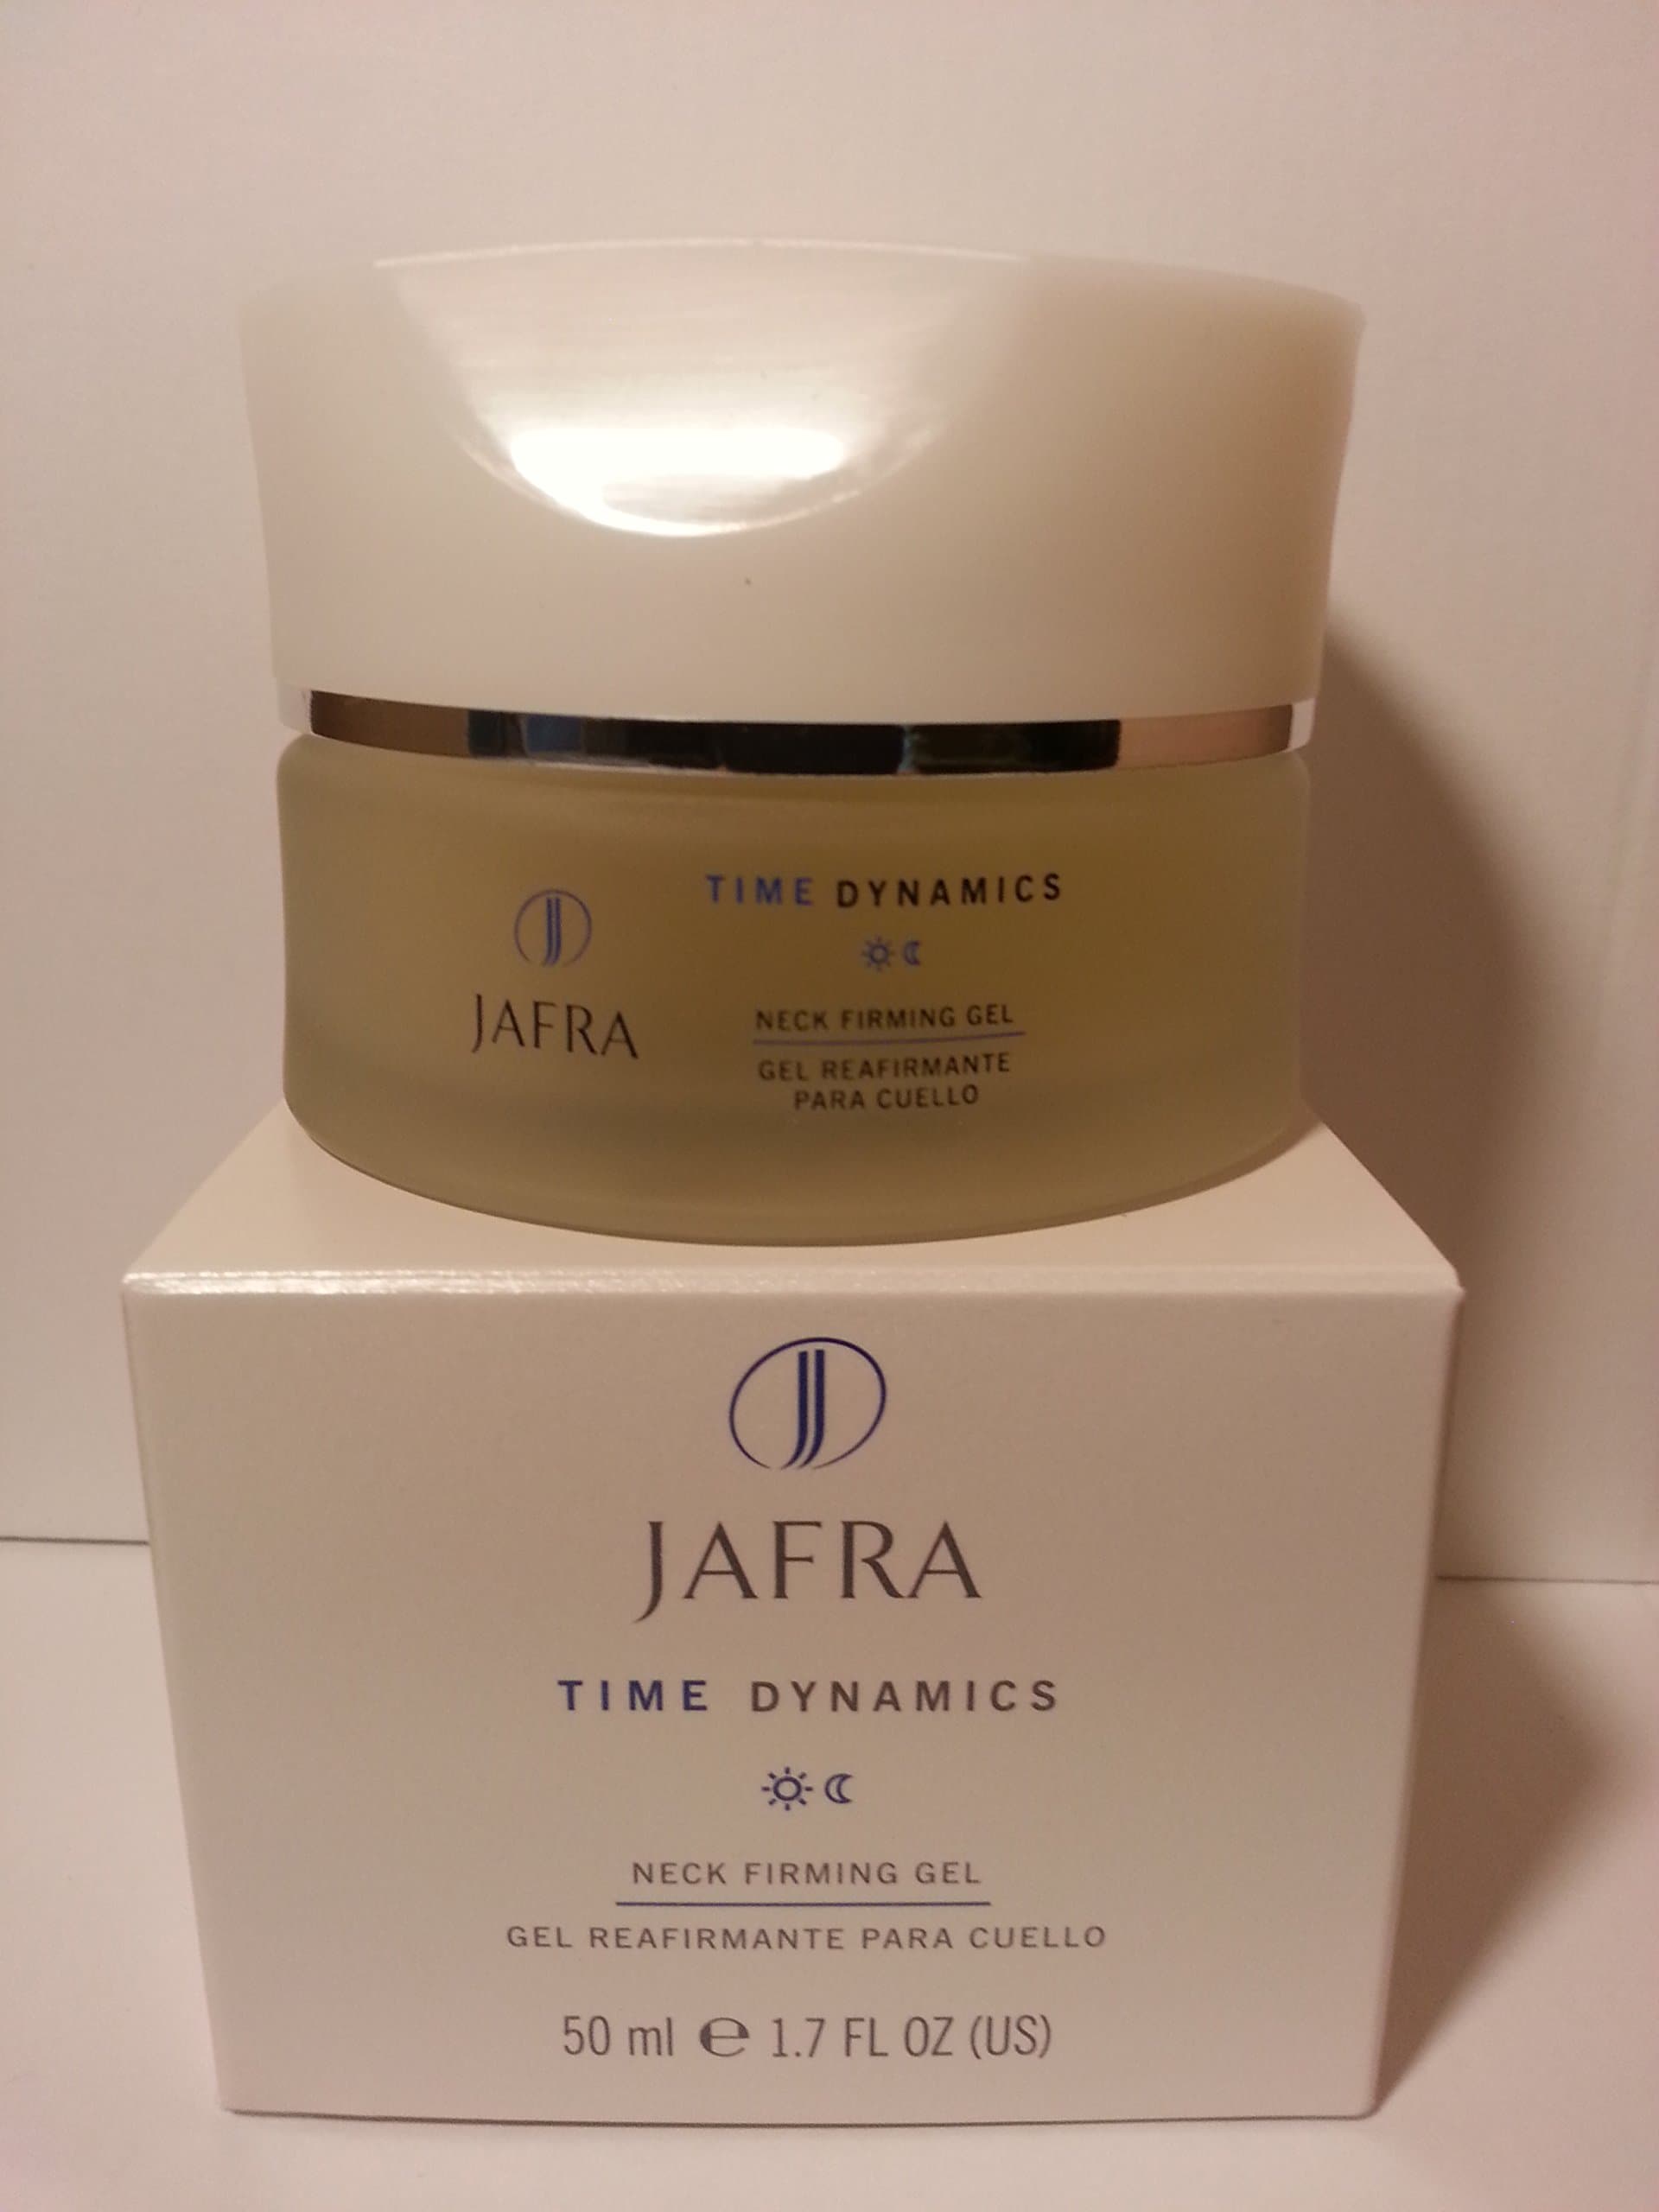 TIME DYNAMICS
JAFRA
NECK FIRMING GEL
GEL REAFIRMANTE
PARA CUELLO
JAFRA
TIME DYNAMICS
NECK FIRMING GEL
GEL REAFIRMANTE PARA CUELLO
50 ml ℮ 1.7 FL OZ (US)